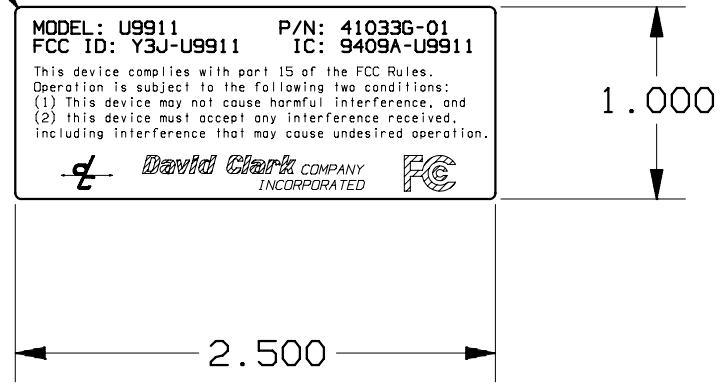 MODEL: U9911 P/N: 41033G-01
FCC ID: Y3J-U9911 IC: 9409A-U9911
This device complies with part 15 of the FCC Rules.
Operation is subject to the following two conditions:
(1) This device may not cause harmful interference, and
(2) this device must accept any interference received,
including interference that may cause undesired operation.
dc David Clark COMPANY
INCORPORATED
FC
1.000
2.500